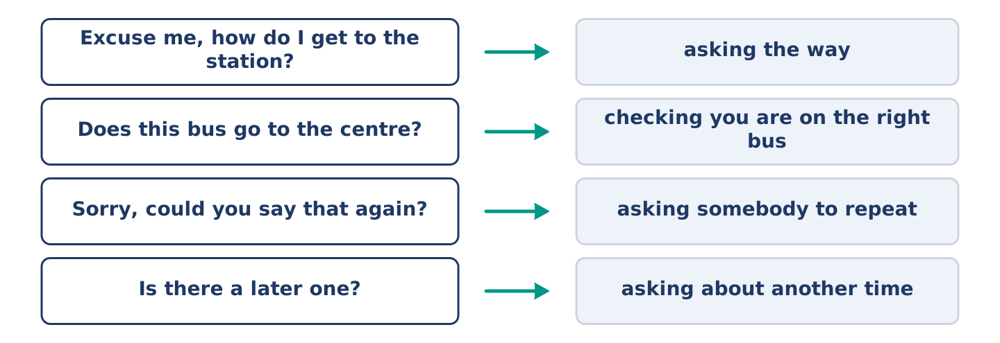 Excuse me, how do I get to the
station?
asking the way
Does this bus go to the centre?
checking you are on the right
bus
Sorry, could you say that again?
asking somebody to repeat
Is there a later one?
asking about another time